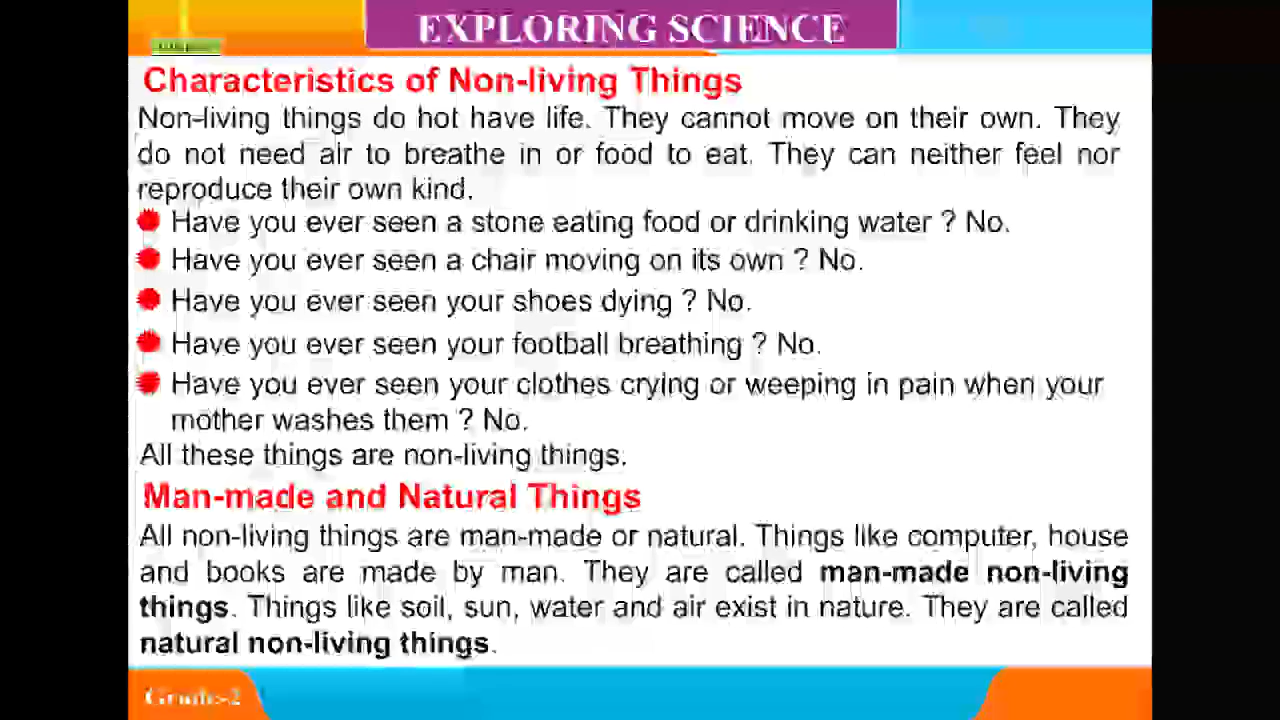 EXPLORING SCIENCE
Characteristics of Non-living Things
Non-living things do not have life. They cannot move on their own. They
do not need air to breathe in or food to eat. They can neither feel nor
reproduce their own kind.
Have you ever seen a stone eating food or drinking water ? No.
Have you ever seen a chair moving on its own ? No.
Have you ever seen your shoes dying ? No.
Have you ever seen your football breathing ? No.
Have you ever seen your clothes crying or weeping in pain when your
mother washes them ? No.
All these things are non-living things.
Man-made and Natural Things
All non-living things are man-made or natural. Things like computer, house
and books are made by man. They are called man-made non-living
things. Things like soil, sun, water and air exist in nature. They are called
natural non-living things.
Grade-2